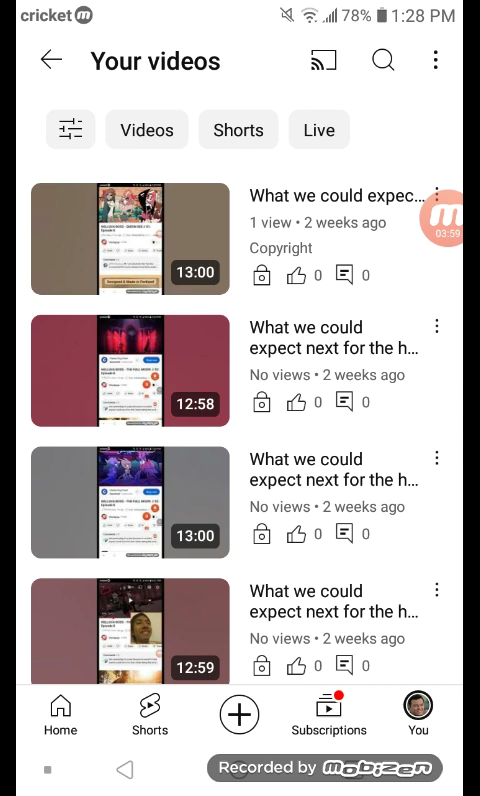 cricket m 78% 1:28 PM
Your videos
Videos Shorts Live
What we could expec...
1 view • 2 weeks ago
Copyright
0 0
13:00
m
03:59
What we could
expect next for the h...
No views • 2 weeks ago
0 0
12:58
What we could
expect next for the h...
No views • 2 weeks ago
0 0
13:00
What we could
expect next for the h...
No views • 2 weeks ago
0 0
12:59
Home Shorts Subscriptions You
Recorded by mobizen